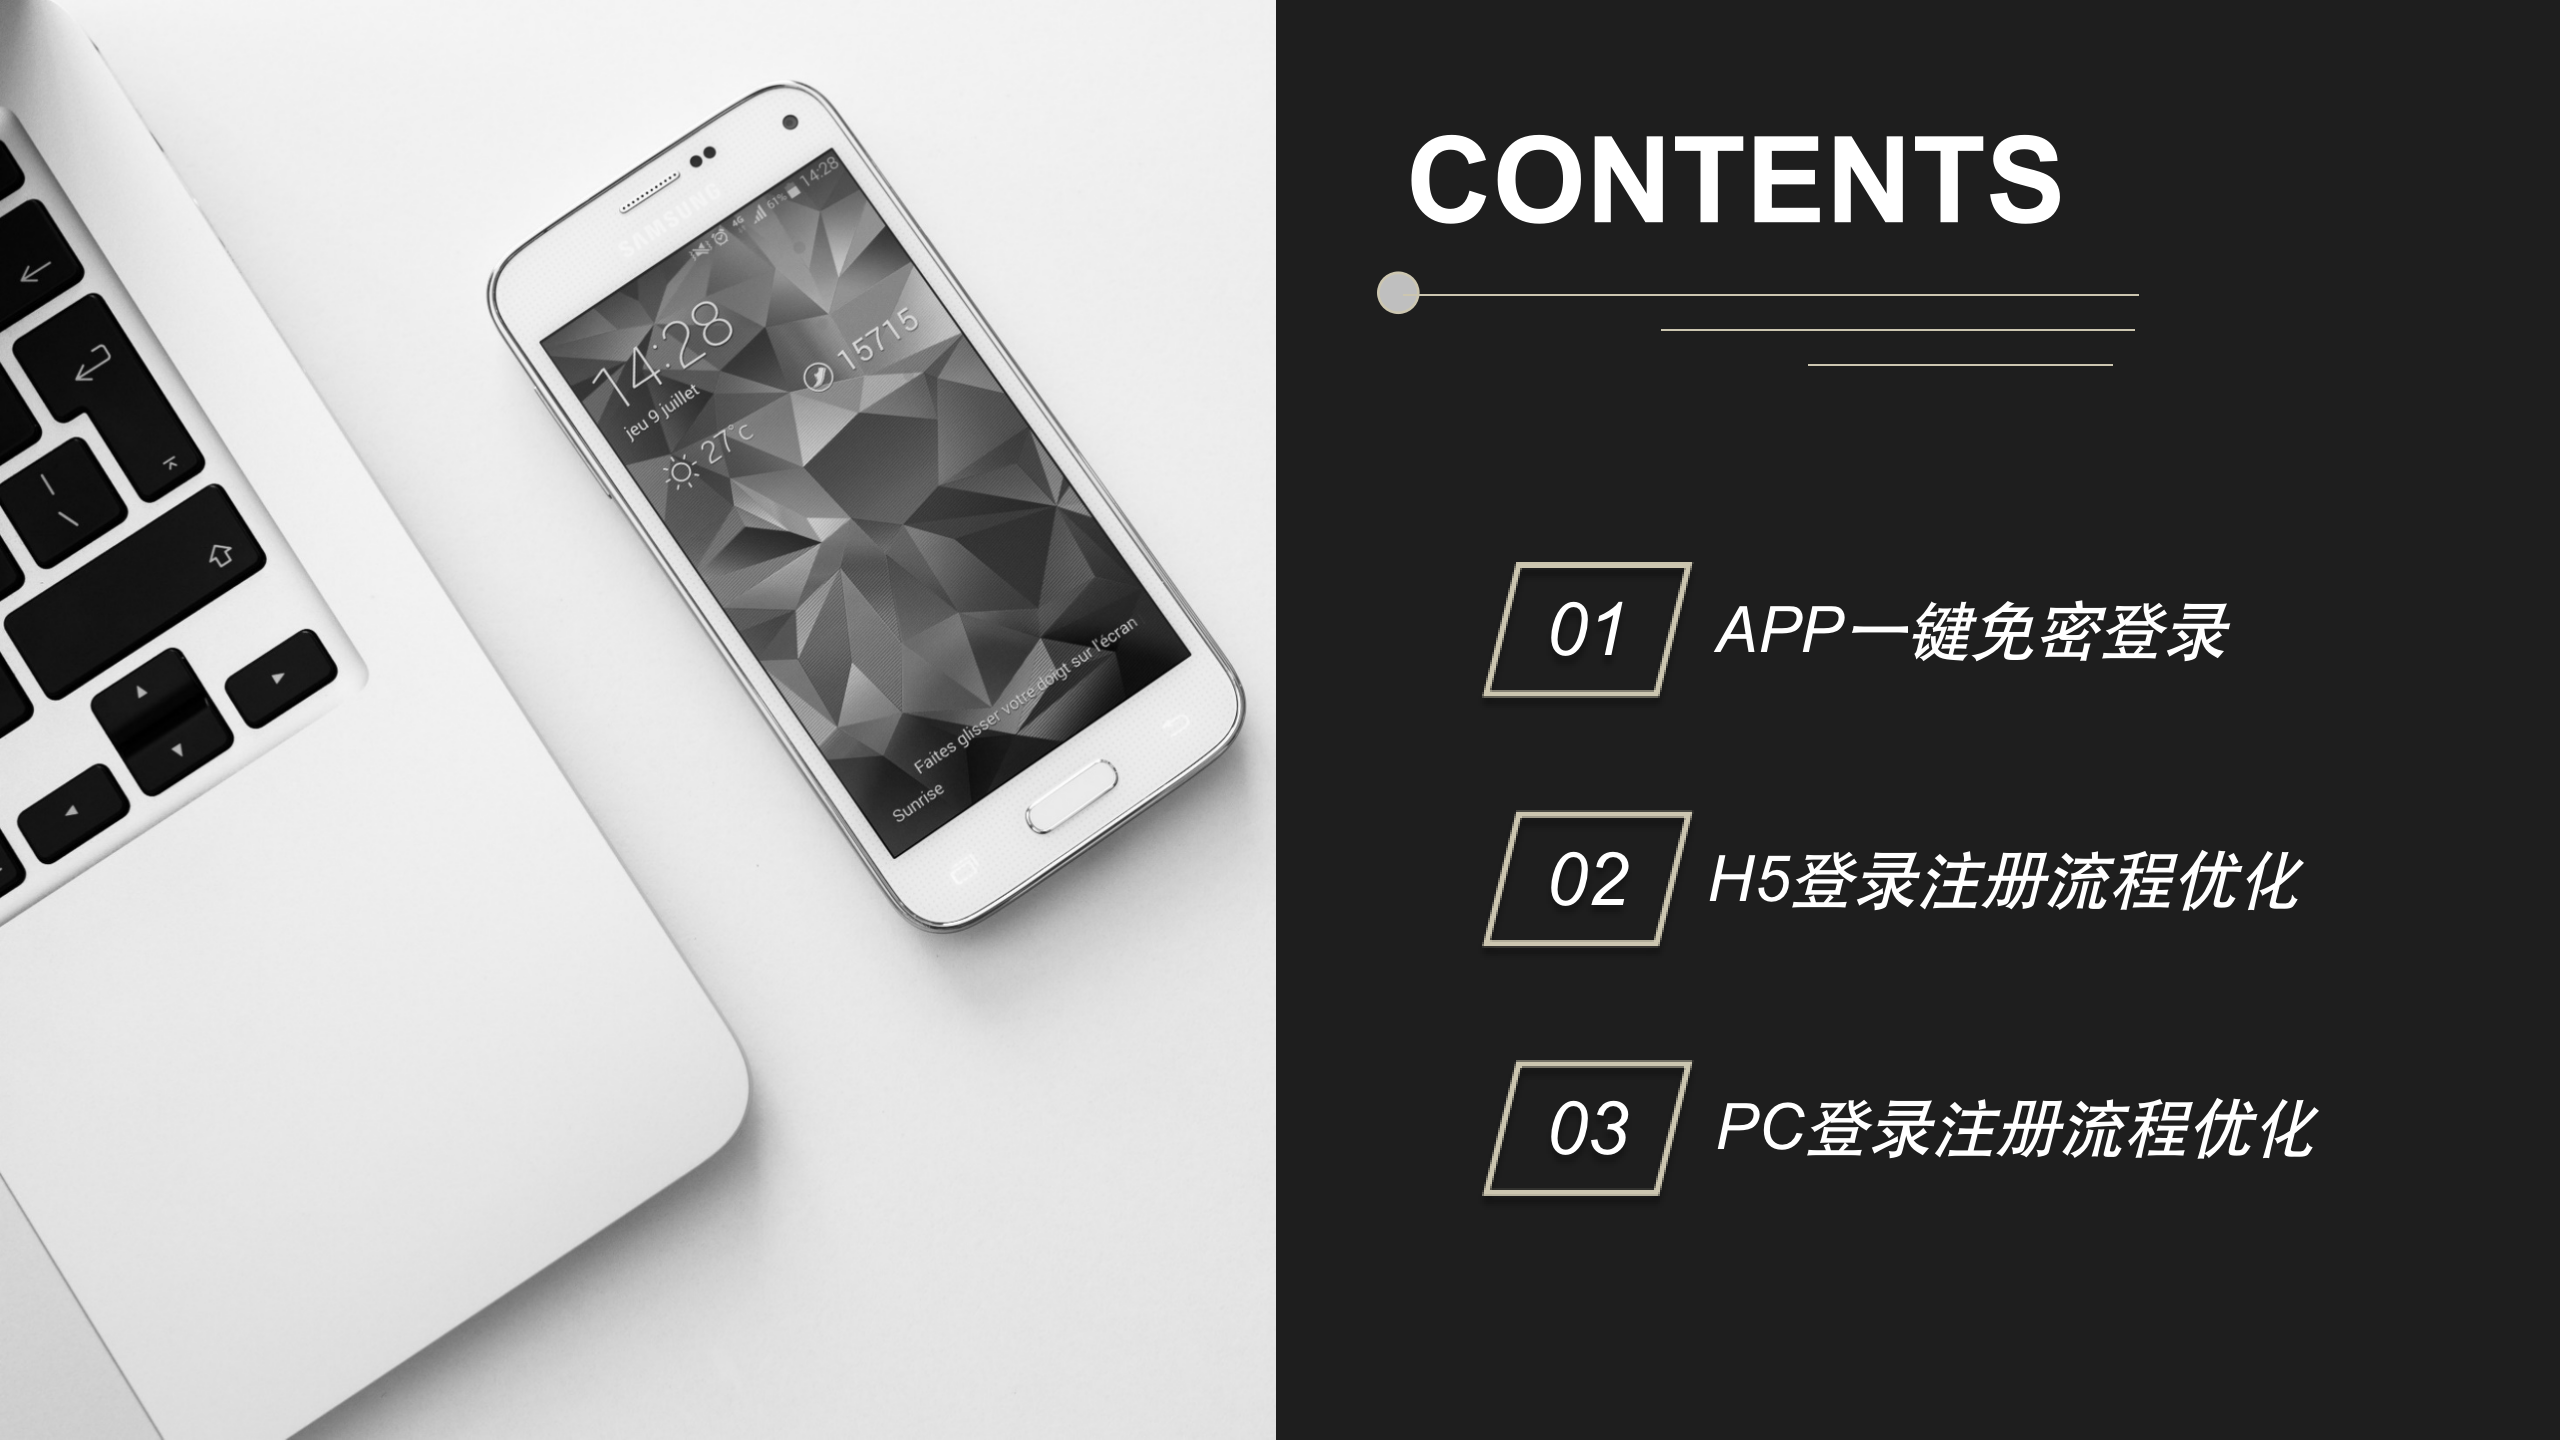 SAMSUNG
4G 61% 14:28
14:28
jeu 9 juillet
15715
27°C
Faites glisser votre doigt sur l'écran
Sunrise
CONTENTS
01 APP一键免密登录
02 H5登录注册流程优化
03 PC登录注册流程优化